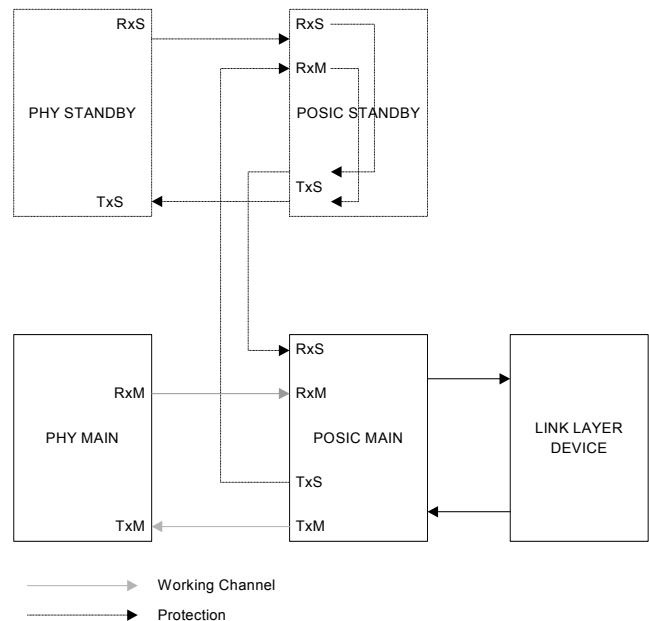 RxS
RxS
RxM
PHY STANDBY
POSIC STANDBY
TxS
TxS
RxS
RxM
RxM
PHY MAIN
POSIC MAIN
LINK LAYER
DEVICE
TxS
TxM
TxM
Working Channel
Protection